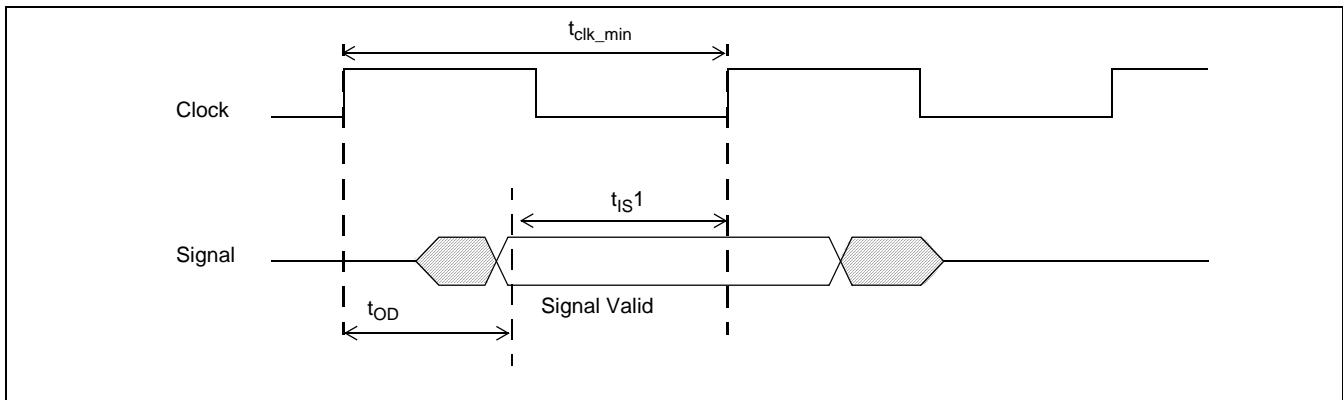 tclk_min
Clock
tIS1
Signal
Signal Valid
tOD